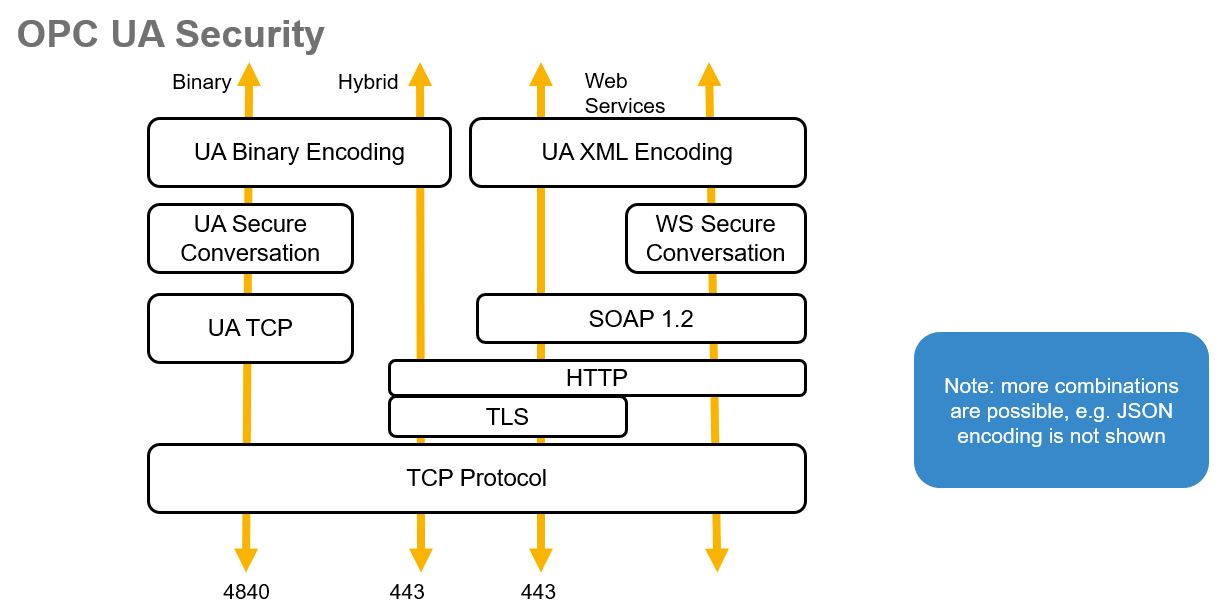 OPC UA Security
Binary
Hybrid
Web
Services
UA Binary Encoding
UA XML Encoding
UA Secure
Conversation
WS Secure
Conversation
UA TCP
SOAP 1.2
HTTP
TLS
TCP Protocol
4840
443
443
Note: more combinations
are possible, e.g. JSON
encoding is not shown